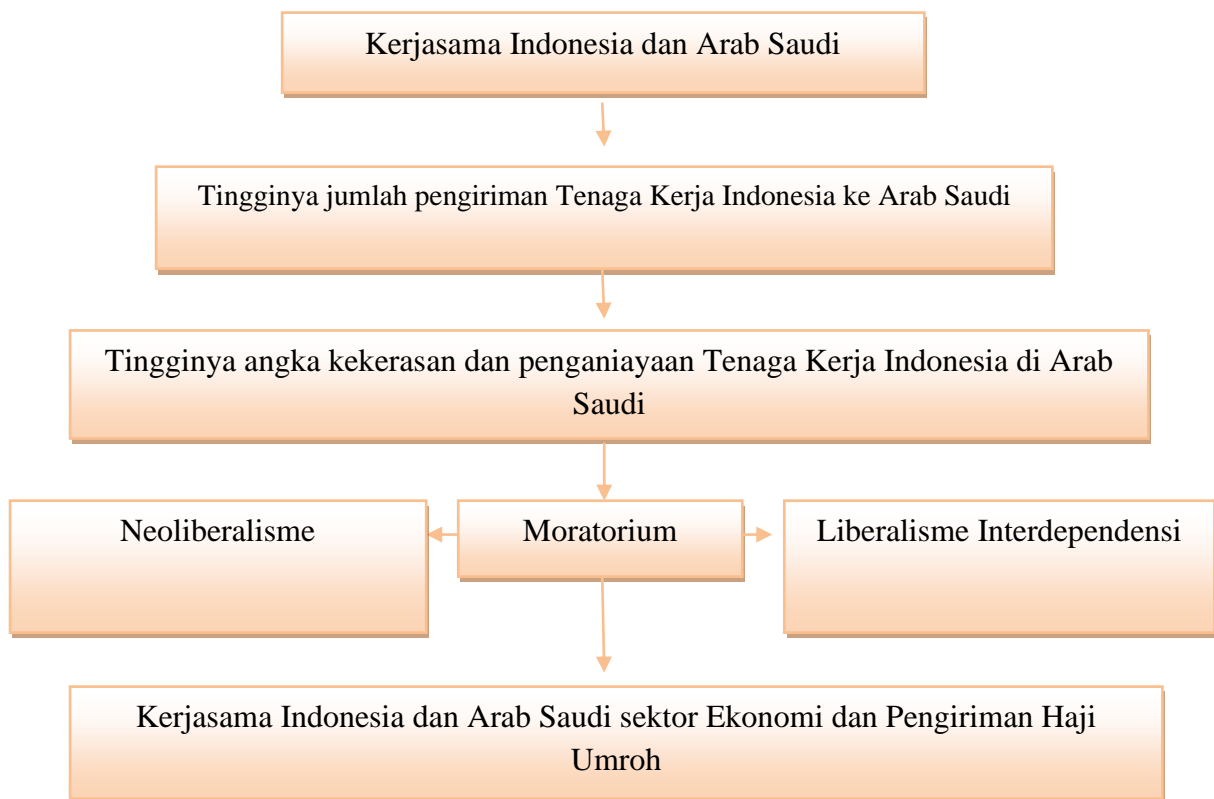 Kerjasama Indonesia dan Arab Saudi
Tingginya jumlah pengiriman Tenaga Kerja Indonesia ke Arab Saudi
Tingginya angka kekerasan dan penganiayaan Tenaga Kerja Indonesia di Arab
Saudi
Neoliberalisme
Moratorium
Liberalisme Interdependensi
Kerjasama Indonesia dan Arab Saudi sektor Ekonomi dan Pengiriman Haji
Umroh